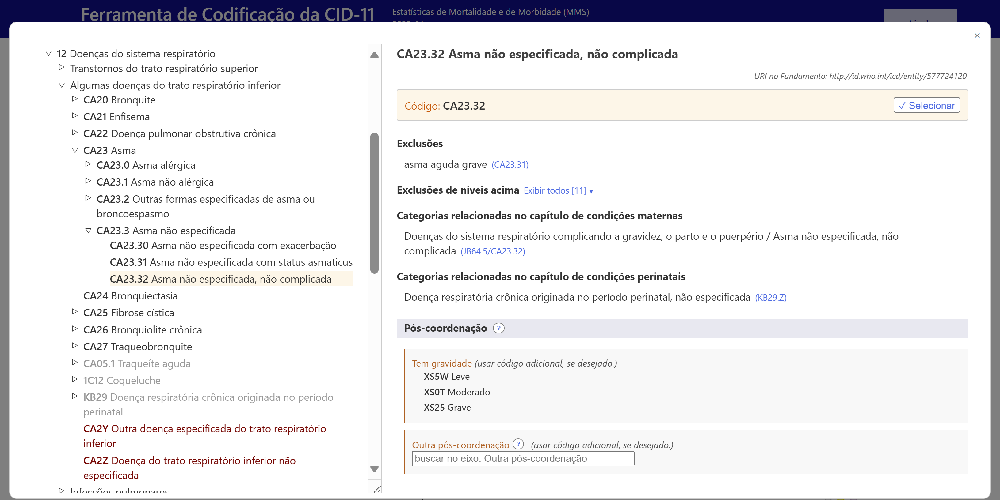 Ferramenta de Codificação da CID-11
Estatísticas de Mortalidade e de Morbidade (MMS)
×
12 Doenças do sistema respiratório
Transtornos do trato respiratório superior
Algumas doenças do trato respiratório inferior
CA20 Bronquite
CA21 Enfisema
CA22 Doença pulmonar obstrutiva crônica
CA23 Asma
CA23.0 Asma alérgica
CA23.1 Asma não alérgica
CA23.2 Outras formas especificadas de asma ou
broncoespasmo
CA23.3 Asma não especificada
CA23.30 Asma não especificada com exacerbação
CA23.31 Asma não especificada com status asmaticus
CA23.32 Asma não especificada, não complicada
CA24 Bronquiectasia
CA25 Fibrose cística
CA26 Bronquiolite crônica
CA27 Traqueobronquite
CA05.1 Traqueíte aguda
1C12 Coqueluche
KB29 Doença respiratória crônica originada no período
perinatal
CA2Y Outra doença especificada do trato respiratório
inferior
CA2Z Doença do trato respiratório inferior não
especificada
Infecções pulmonares
CA23.32 Asma não especificada, não complicada
URI no Fundamento: http://id.who.int/icd/entity/577724120
Código: CA23.32
✓ Selecionar
Exclusões
asma aguda grave (CA23.31)
Exclusões de níveis acima Exibir todos [11] ▼
Categorias relacionadas no capítulo de condições maternas
Doenças do sistema respiratório complicando a gravidez, o parto e o puerpério / Asma não especificada, não
complicada (JB64.5/CA23.32)
Categorias relacionadas no capítulo de condições perinatais
Doença respiratória crônica originada no período perinatal, não especificada (KB29.Z)
Pós-coordenação ?
Tem gravidade (usar código adicional, se desejado.)
XS5W Leve
XS0T Moderado
XS25 Grave
Outra pós-coordenação ? (usar código adicional, se desejado.)
buscar no eixo: Outra pós-coordenação